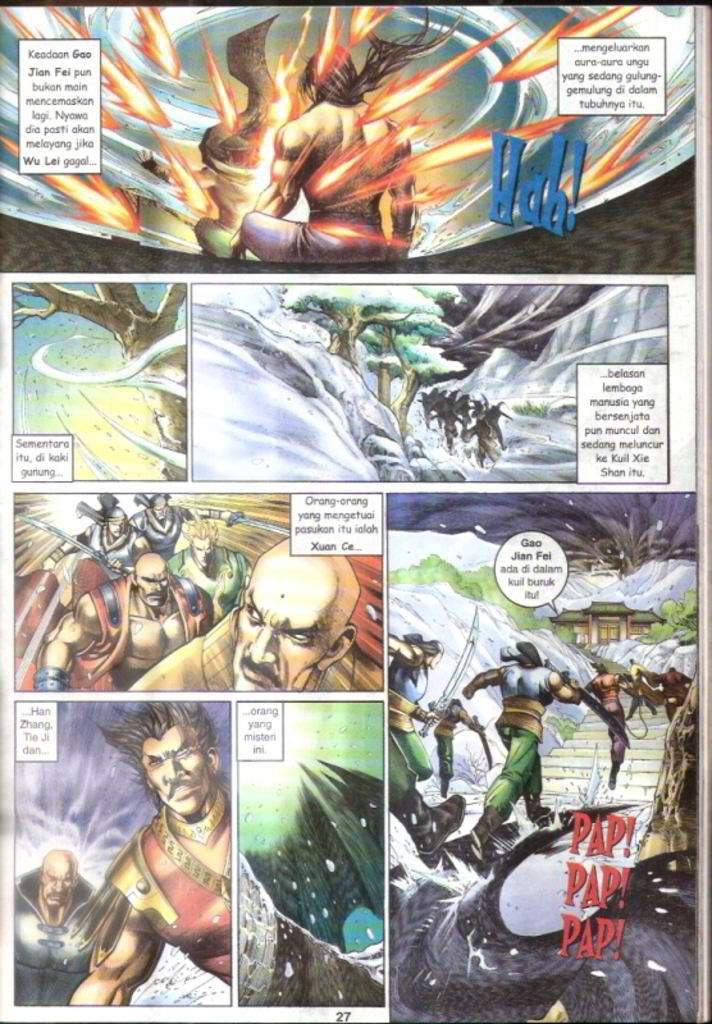 Keadaan Gao
Jian Fei pun
bukan main
mencemaskan
lagi. Nyawa
dia pasti akan
melayang jika
Wu Lei gagal...
...mengeluarkan
aura-aura ungu
yang sedang gulung-
gemulung di dalam
tubuhnya itu.
Hah!
Sementara
itu, di kaki
gunung...
...belasan
lembaga
manusia yang
bersenjata
pun muncul dan
sedang meluncur
ke Kuil Xie
Shan itu.
Orang-orang
yang mengetuai
pasukan itu ialah
Xuan Ce...
Gao
Jian Fei
ada di dalam
kuil buruk
itu!
...Han
Zhang,
Tie Ji
dan...
...orang
yang
misteri
ini.
PAP!
PAP!
PAP!
27